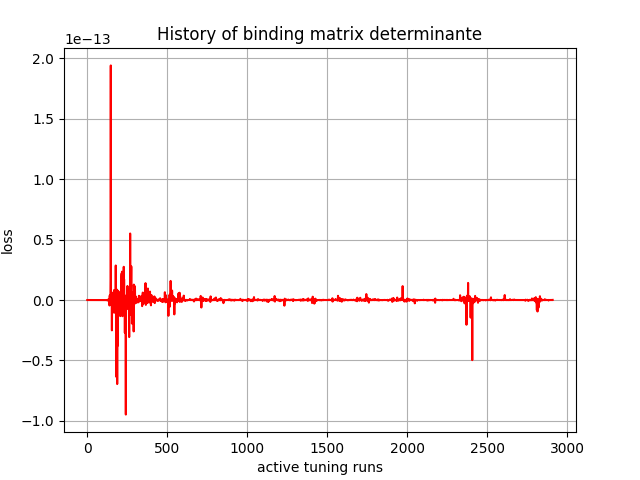 History of binding matrix determinante
1e−13
2.0
1.5
1.0
0.5
0.0
−0.5
−1.0
loss
0 500 1000 1500 2000 2500 3000
active tuning runs